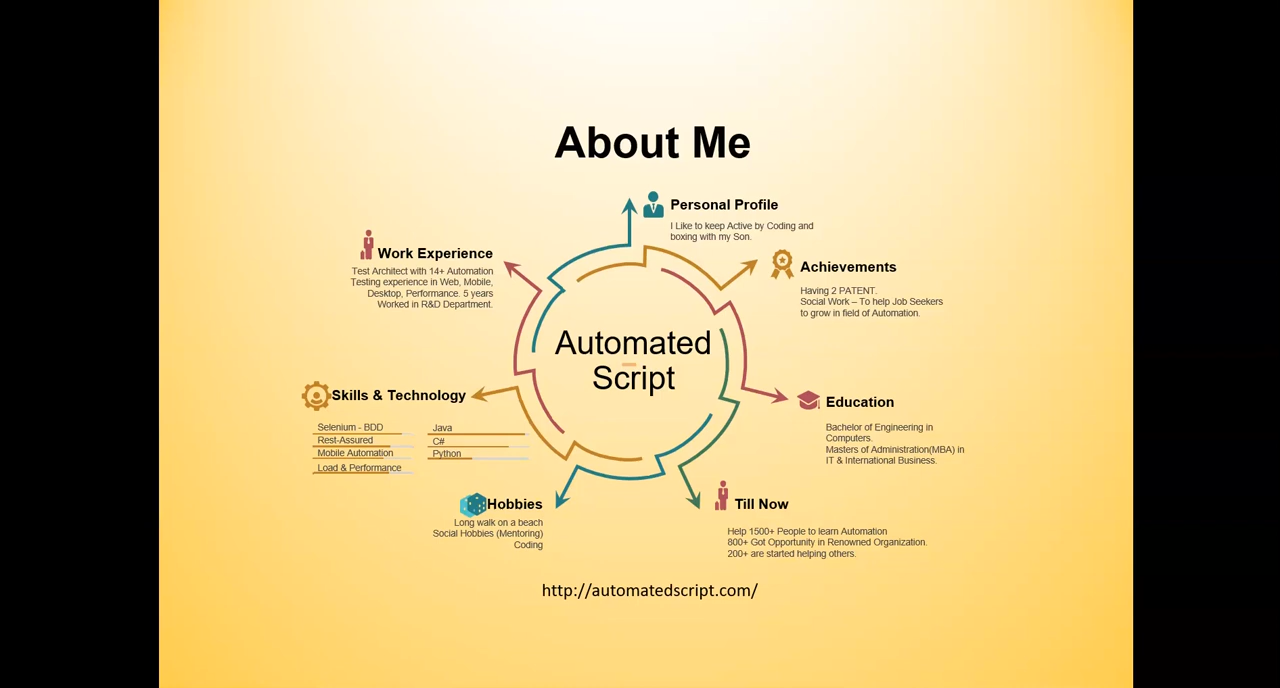 About Me
Personal Profile
I Like to keep Active by Coding and
boxing with my Son.
Achievements
Having 2 PATENT.
Social Work – To help Job Seekers
to grow in field of Automation.
Education
Bachelor of Engineering in
Computers.
Masters of Administration(MBA) in
IT & International Business.
Till Now
Help 1500+ People to learn Automation
800+ Got Opportunity in Renowned Organization.
200+ are started helping others.
Hobbies
Long walk on a beach
Social Hobbies (Mentoring)
Coding
Skills & Technology
Selenium - BDD
Rest-Assured
Mobile Automation
Load & Performance
Java
C#
Python
Work Experience
Test Architect with 14+ Automation
Testing experience in Web, Mobile,
Desktop, Performance. 5 years
Worked in R&D Department.
Automated
Script
http://automatedscript.com/